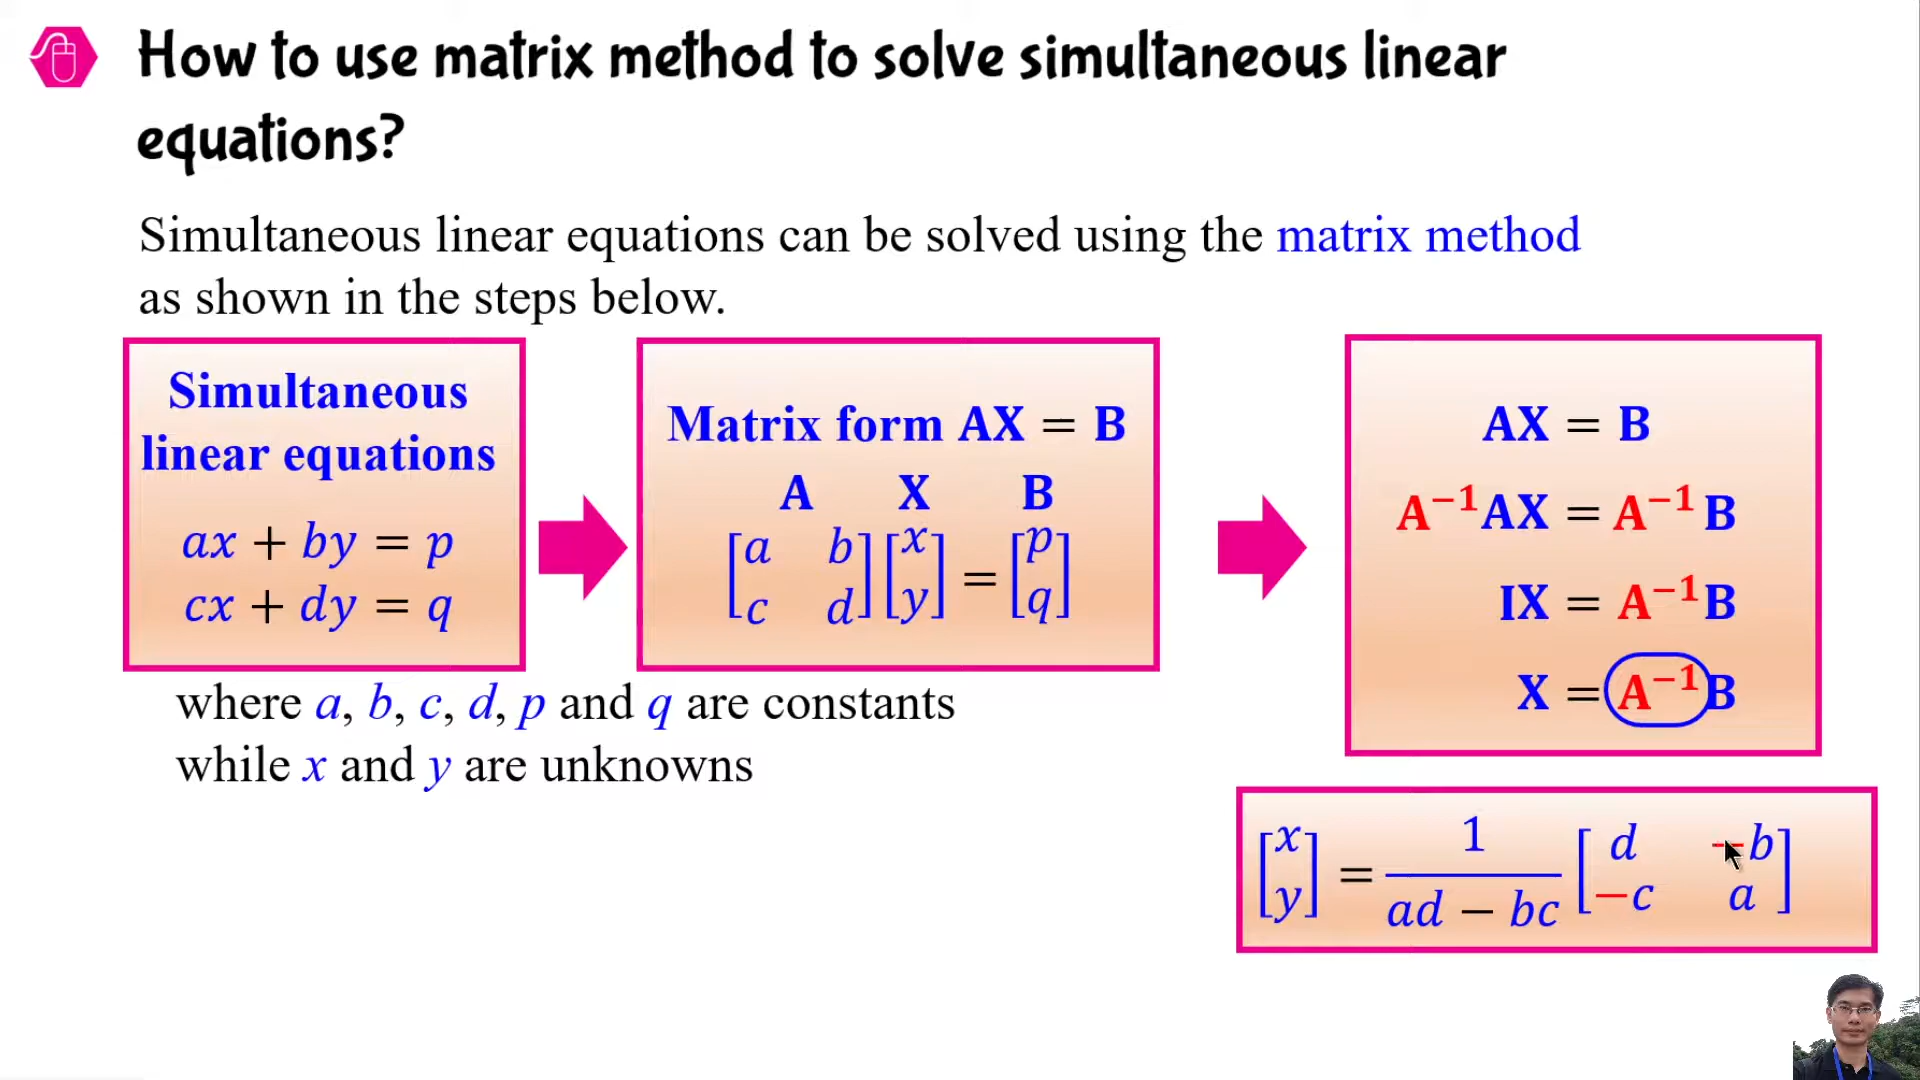 How to use matrix method to solve simultaneous linear
equations?
Simultaneous linear equations can be solved using the matrix method
as shown in the steps below.
Simultaneous
linear equations
ax + by = p
cx + dy = q
Matrix form AX = B
A X B
[a b] [x] = [p]
[c d] [y] [q]
AX = B
A⁻¹AX = A⁻¹B
IX = A⁻¹B
X = A⁻¹B
where a, b, c, d, p and q are constants
while x and y are unknowns
[x] = 1 [d −b]
[y] ad − bc [−c a]